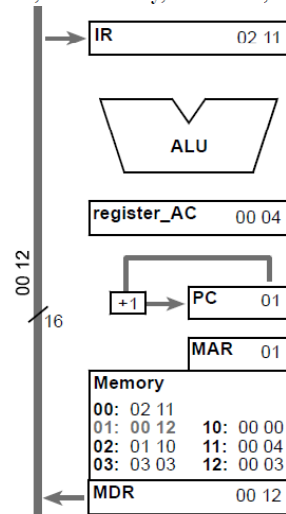 IR 02 11
ALU
register_AC 00 04
00 12
16
+1
PC 01
MAR 01
Memory
00: 02 11
01: 00 12 10: 00 00
02: 01 10 11: 00 04
03: 03 03 12: 00 03
MDR 00 12